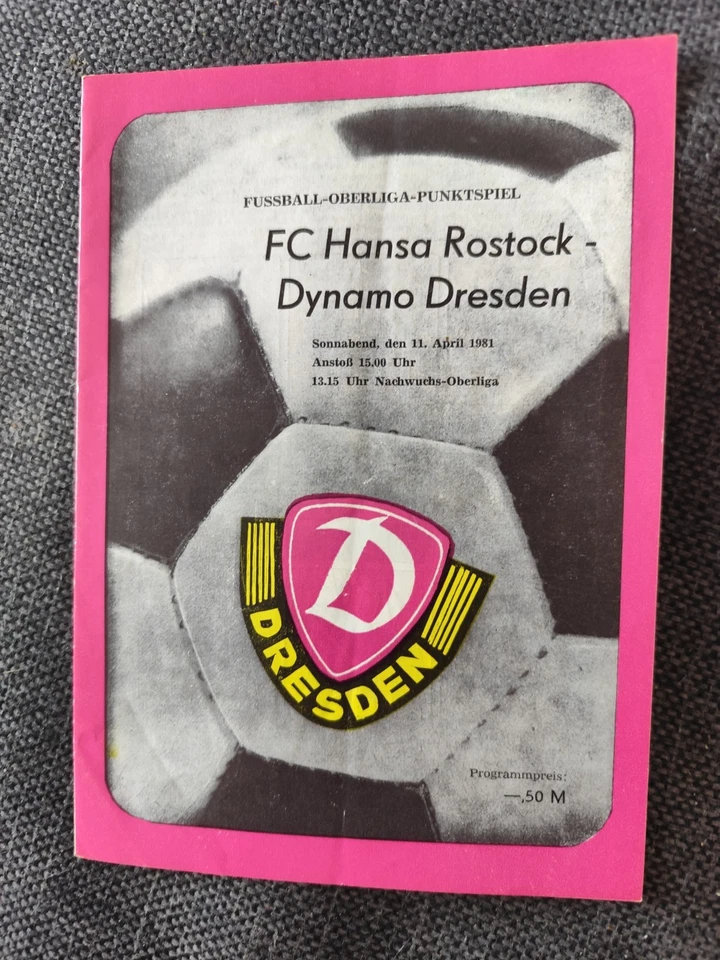 FUSSBALL-OBERLIGA-PUNKTSPIEL
FC Hansa Rostock -
Dynamo Dresden
Sonnabend, den 11. April 1981
Anstoß 15.00 Uhr
13.15 Uhr Nachwuchs-Oberliga
D
DRESDEN
Programmpreis:
—,50 M